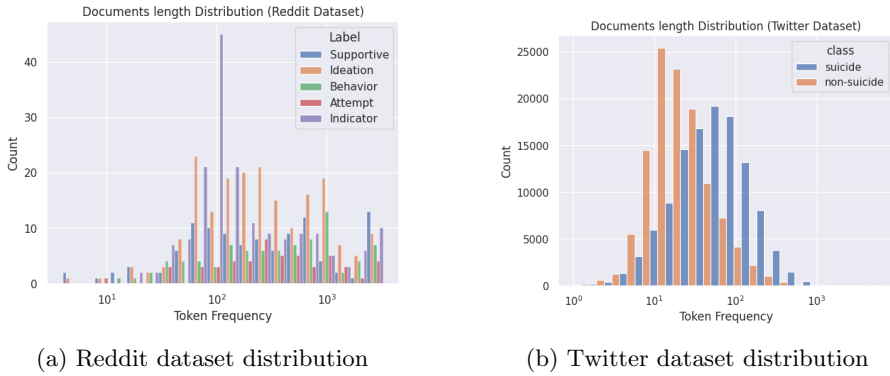 Documents length Distribution (Reddit Dataset)
Label
Supportive
Ideation
Behavior
Attempt
Indicator
Count
40
30
20
10
0
10¹
10²
10³
Token Frequency
(a) Reddit dataset distribution
Documents length Distribution (Twitter Dataset)
class
suicide
non-suicide
Count
25000
20000
15000
10000
5000
0
10⁰
10¹
10²
10³
Token Frequency
(b) Twitter dataset distribution